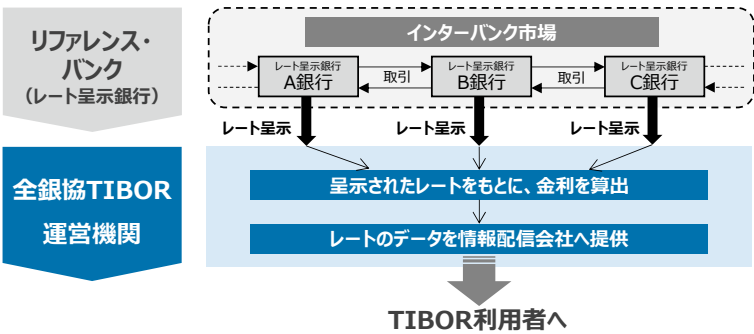 リファレンス・
バンク
（レート呈示銀行）
インターバンク市場
レート呈示銀行
A銀行
取引
レート呈示銀行
B銀行
取引
レート呈示銀行
C銀行
レート呈示
レート呈示
レート呈示
全銀協TIBOR
運営機関
呈示されたレートをもとに、金利を算出
レートのデータを情報配信会社へ提供
TIBOR利用者へ